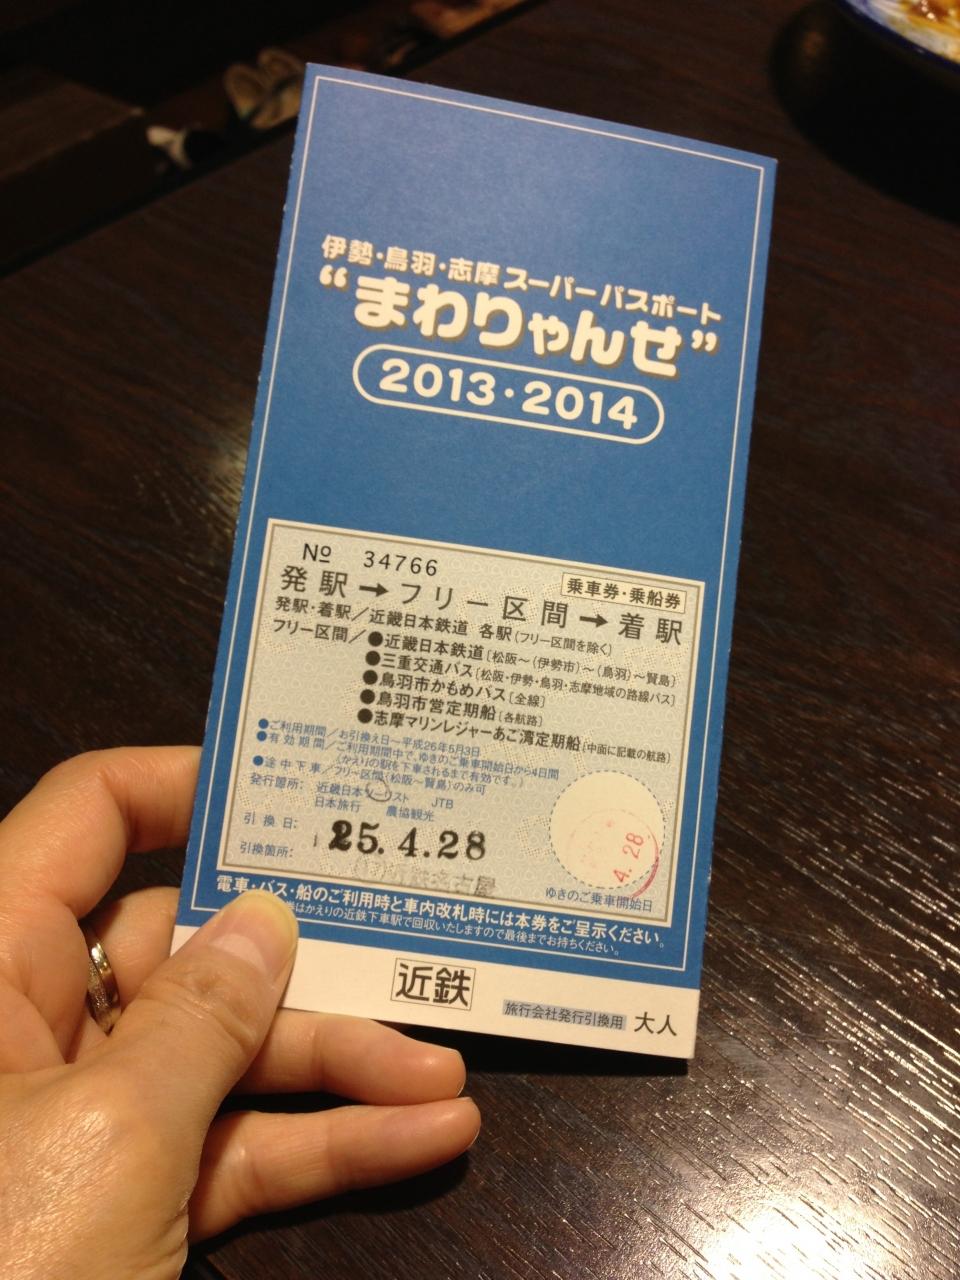 伊勢・鳥羽・志摩 スーパーパスポート
“まわりゃんせ”
2013・2014
№ 34766
乗車券・乗船券
発駅→フリー区間→着駅
発駅・着駅／近畿日本鉄道 各駅(フリー区間を除く)
フリー区間／●近畿日本鉄道〔松阪〜(伊勢市)〜(鳥羽)〜賢島〕
●三重交通バス〔松阪・伊勢・鳥羽・志摩地域の路線バス〕
●鳥羽市かもめバス〔全線〕
●鳥羽市営定期船〔各航路〕
●志摩マリンレジャーあご湾定期船〔中面に記載の航路〕
●ご利用期間／お引換え日〜平成26年5月3日
●有効期間／ご利用期間中で、ゆきのご乗車開始日から4日間
(かえりの駅を下車されるまで有効です。)
●途中下車／フリー区間(松阪〜賢島)のみ可
発行箇所: 近畿日本ツーリスト JTB
日本旅行 農協観光
引換日: 25.4.28
引換箇所: 近鉄名古屋
4.28
ゆきのご乗車開始日
電車・バス・船のご利用時と車内改札時には本券をご呈示ください。
券はかえりの近鉄下車駅で回収いたしますので最後までお持ちください。
近鉄
旅行会社発行引換用 大人